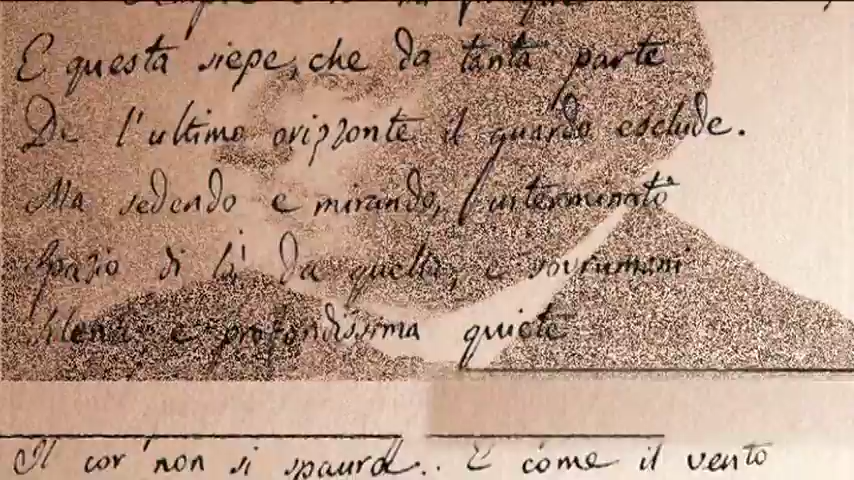 E questa siepe, che da tanta parte
De l'ultimo orizzonte il guardo esclude.
Ma sedendo e mirando, interminato
Spazio di là da quella, e sovrumani
Silenzi e profondissima quiete
Il cor non si spaura.. E come il vento